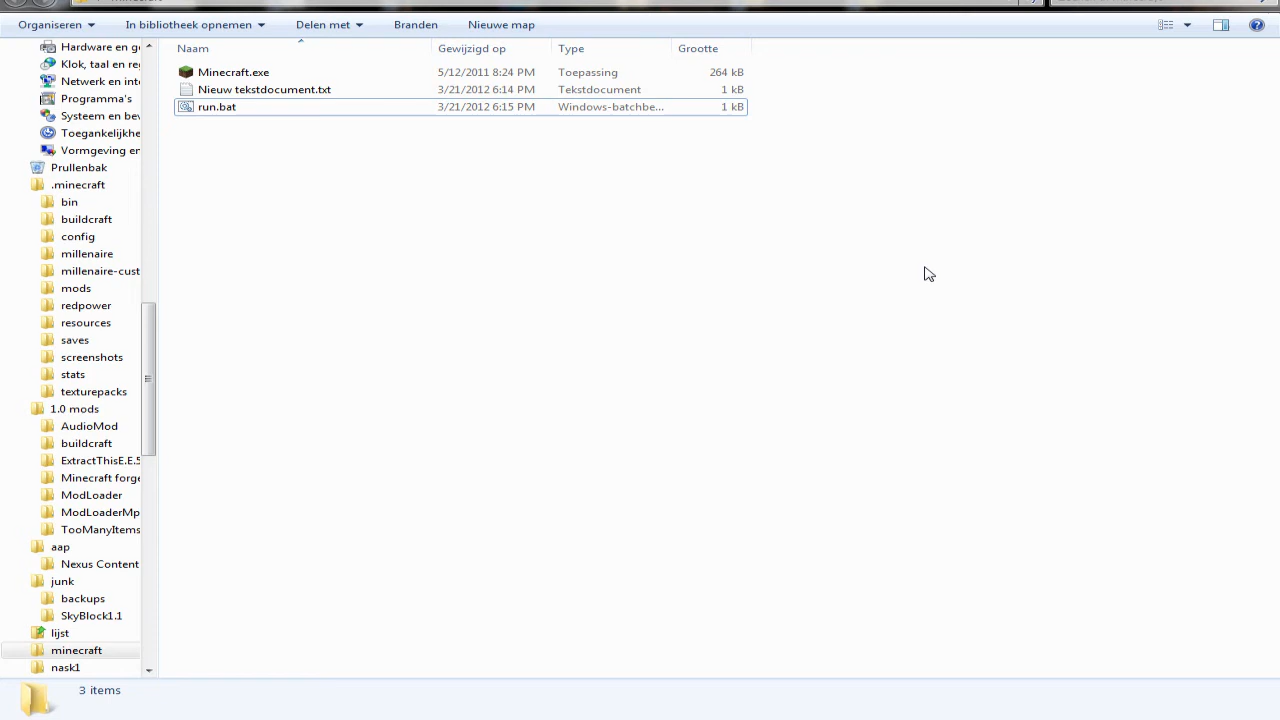 Organiseren In bibliotheek opnemen Delen met Branden Nieuwe map
Naam Gewijzigd op Type Grootte
Minecraft.exe 5/12/2011 8:24 PM Toepassing 264 kB
Nieuw tekstdocument.txt 3/21/2012 6:14 PM Tekstdocument 1 kB
run.bat 3/21/2012 6:15 PM Windows-batchbe... 1 kB
Hardware en ge
Klok, taal en re
Netwerk en inte
Programma's
Systeem en bev
Toegankelijkhe
Vormgeving en
Prullenbak
.minecraft
bin
buildcraft
config
millenaire
millenaire-cust
mods
redpower
resources
saves
screenshots
stats
texturepacks
1.0 mods
AudioMod
buildcraft
ExtractThisE.E.5
Minecraft forge
ModLoader
ModLoaderMp
TooManyItems
aap
Nexus Content
junk
backups
SkyBlock1.1
lijst
minecraft
nask1
3 items